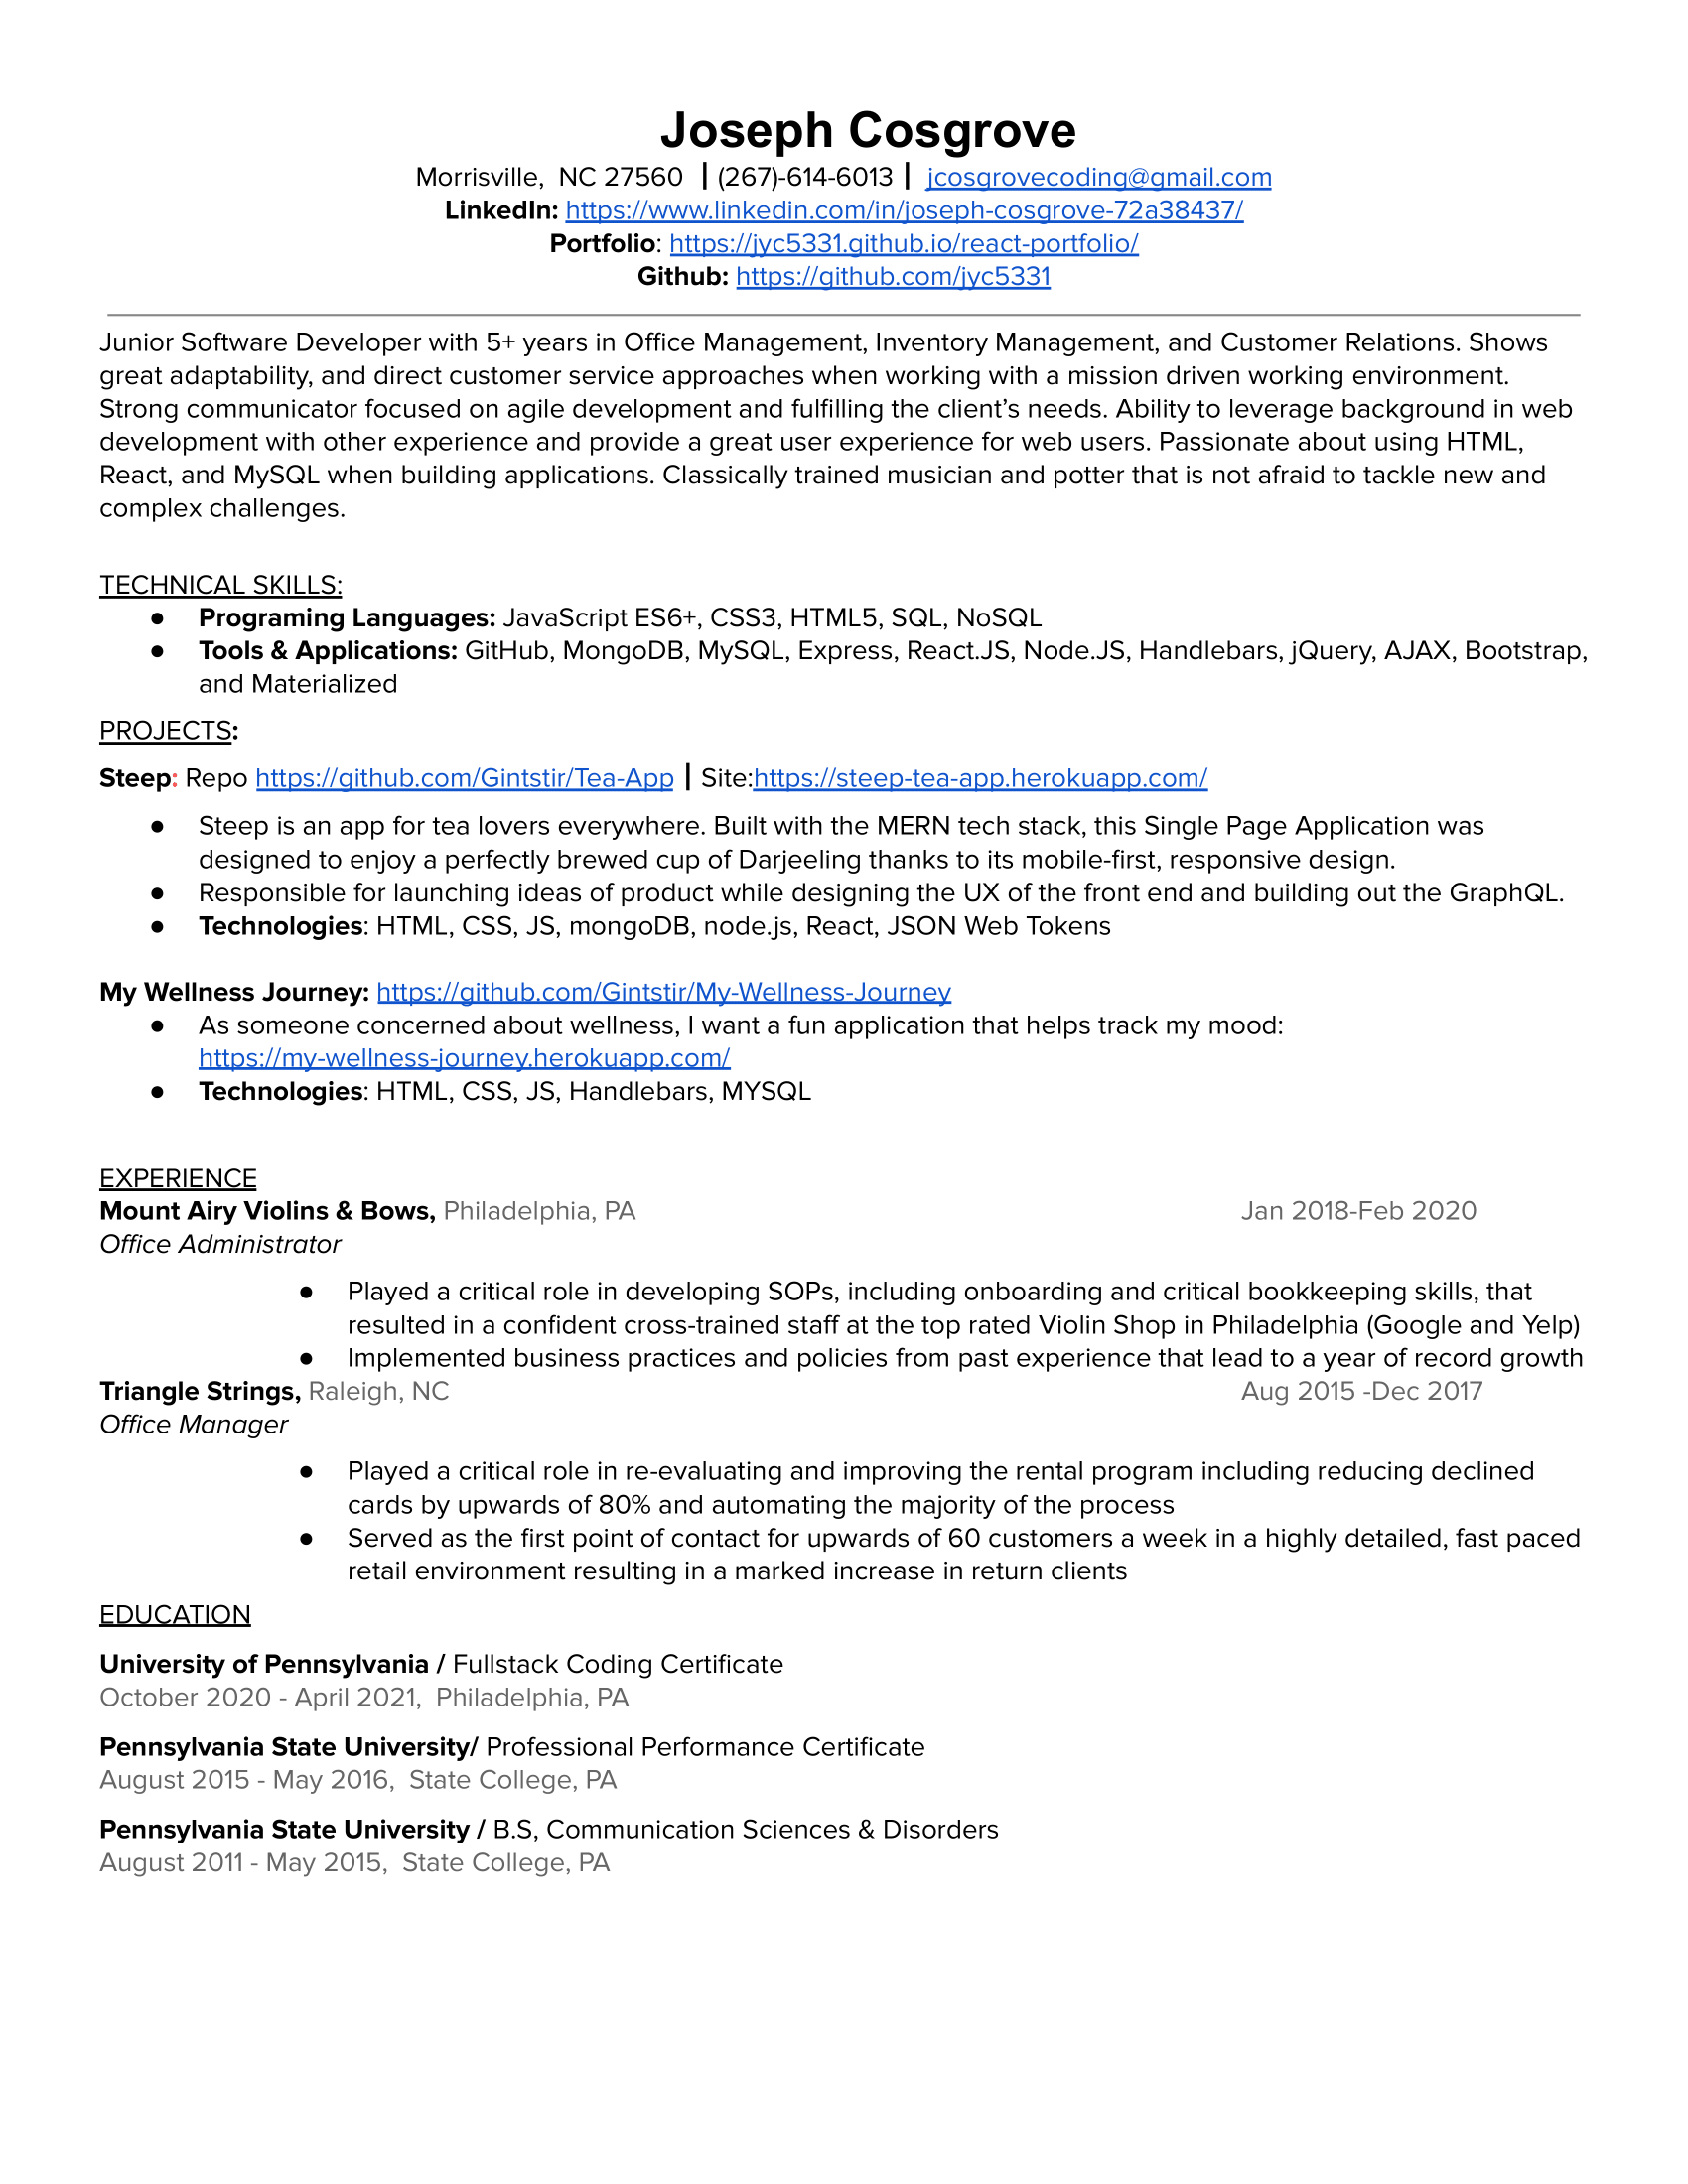 Joseph Cosgrove
Morrisville,  NC 27560  | (267)-614-6013 |  jcosgrovecoding@gmail.com
LinkedIn: https://www.linkedin.com/in/joseph-cosgrove-72a38437/
Portfolio: https://jyc5331.github.io/react-portfolio/
Github: https://github.com/jyc5331
Junior Software Developer with 5+ years in Office Management, Inventory Management, and Customer Relations. Shows
great adaptability, and direct customer service approaches when working with a mission driven working environment.
Strong communicator focused on agile development and fulfilling the client’s needs. Ability to leverage background in web
development with other experience and provide a great user experience for web users. Passionate about using HTML,
React, and MySQL when building applications. Classically trained musician and potter that is not afraid to tackle new and
complex challenges.
TECHNICAL SKILLS:
● Programing Languages: JavaScript ES6+, CSS3, HTML5, SQL, NoSQL
● Tools & Applications: GitHub, MongoDB, MySQL, Express, React.JS, Node.JS, Handlebars, jQuery, AJAX, Bootstrap,
and Materialized
PROJECTS:
Steep: Repo https://github.com/Gintstir/Tea-App | Site:https://steep-tea-app.herokuapp.com/
● Steep is an app for tea lovers everywhere. Built with the MERN tech stack, this Single Page Application was
designed to enjoy a perfectly brewed cup of Darjeeling thanks to its mobile-first, responsive design.
● Responsible for launching ideas of product while designing the UX of the front end and building out the GraphQL.
● Technologies: HTML, CSS, JS, mongoDB, node.js, React, JSON Web Tokens
My Wellness Journey: https://github.com/Gintstir/My-Wellness-Journey
● As someone concerned about wellness, I want a fun application that helps track my mood:
https://my-wellness-journey.herokuapp.com/
● Technologies: HTML, CSS, JS, Handlebars, MYSQL
EXPERIENCE
Mount Airy Violins & Bows, Philadelphia, PA Jan 2018-Feb 2020
Office Administrator
● Played a critical role in developing SOPs, including onboarding and critical bookkeeping skills, that
resulted in a confident cross-trained staff at the top rated Violin Shop in Philadelphia (Google and Yelp)
● Implemented business practices and policies from past experience that lead to a year of record growth
Triangle Strings, Raleigh, NC Aug 2015 -Dec 2017
Office Manager
● Played a critical role in re-evaluating and improving the rental program including reducing declined
cards by upwards of 80% and automating the majority of the process
● Served as the first point of contact for upwards of 60 customers a week in a highly detailed, fast paced
retail environment resulting in a marked increase in return clients
EDUCATION
University of Pennsylvania / Fullstack Coding Certificate
October 2020 - April 2021,  Philadelphia, PA
Pennsylvania State University/ Professional Performance Certificate
August 2015 - May 2016,  State College, PA
Pennsylvania State University / B.S, Communication Sciences & Disorders
August 2011 - May 2015,  State College, PA